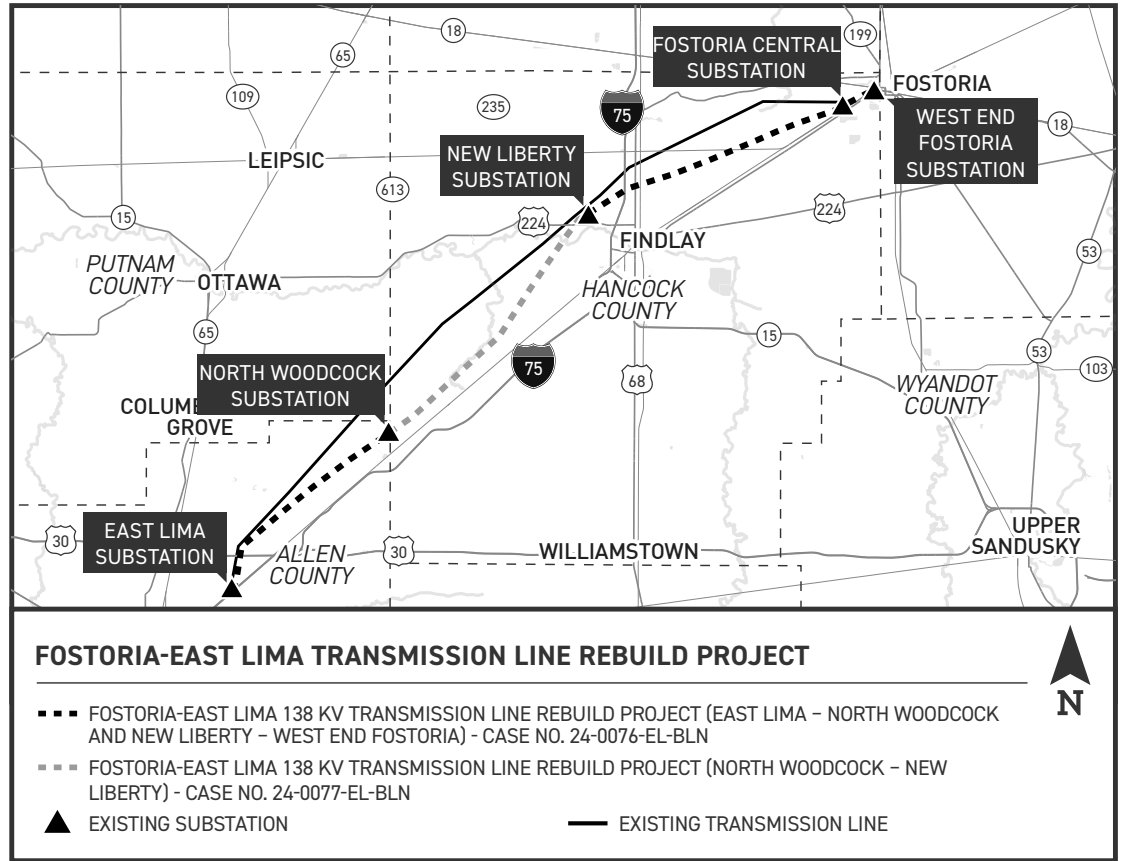 18
65
199
FOSTORIA CENTRAL
SUBSTATION
109
235
75
FOSTORIA
WEST END
FOSTORIA
SUBSTATION
18
LEIPSIC
NEW LIBERTY
SUBSTATION
613
15
224
224
FINDLAY
53
PUTNAM
COUNTY
OTTAWA
HANCOCK
COUNTY
65
15
75
53
103
68
NORTH WOODCOCK
SUBSTATION
WYANDOT
COUNTY
GROVE
EAST LIMA
SUBSTATION
30
ALLEN
COUNTY
30
WILLIAMSTOWN
UPPER
SANDUSKY
FOSTORIA-EAST LIMA TRANSMISSION LINE REBUILD PROJECT
N
FOSTORIA-EAST LIMA 138 KV TRANSMISSION LINE REBUILD PROJECT (EAST LIMA – NORTH WOODCOCK
AND NEW LIBERTY – WEST END FOSTORIA) - CASE NO. 24-0076-EL-BLN
FOSTORIA-EAST LIMA 138 KV TRANSMISSION LINE REBUILD PROJECT (NORTH WOODCOCK – NEW
LIBERTY) - CASE NO. 24-0077-EL-BLN
EXISTING SUBSTATION
EXISTING TRANSMISSION LINE